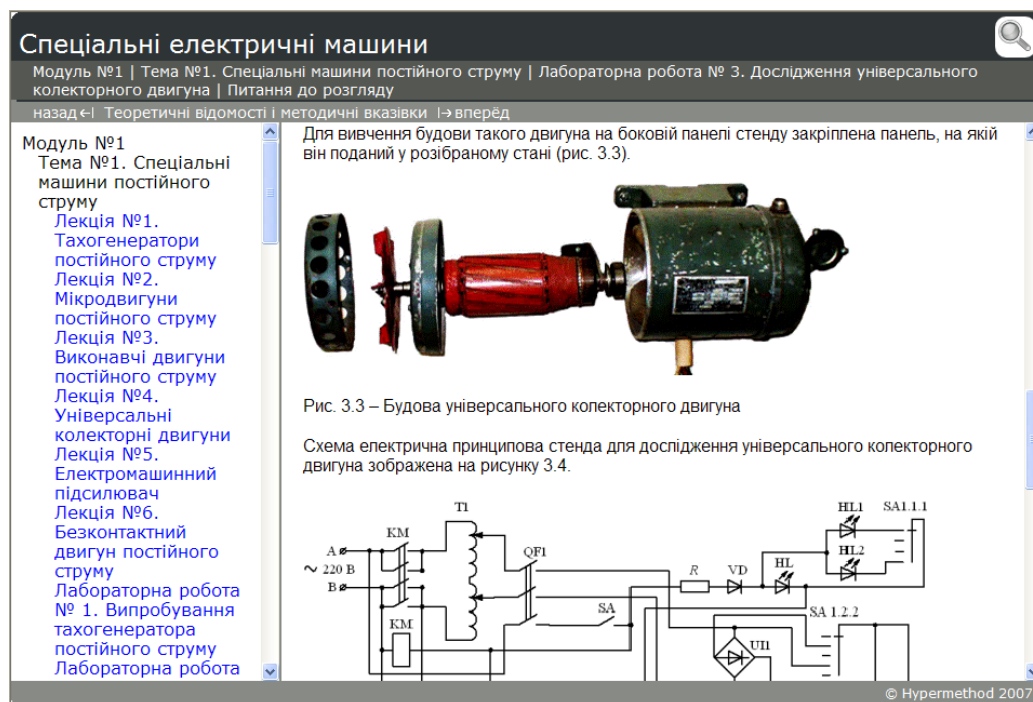 Спеціальні електричні машини
Модуль №1 | Тема №1. Спеціальні машини постійного струму | Лабораторна робота № 3. Дослідження універсального
колекторного двигуна | Питання до розгляду
назад ←| Теоретичні відомості і методичні вказівки |→ вперёд
Модуль №1
Тема №1. Спеціальні
машини постійного
струму
Лекція №1.
Тахогенератори
постійного струму
Лекція №2.
Мікродвигуни
постійного струму
Лекція №3.
Виконавчі двигуни
постійного струму
Лекція №4.
Універсальні
колекторні двигуни
Лекція №5.
Електромашинний
підсилювач
Лекція №6.
Безконтактний
двигун постійного
струму
Лабораторна робота
№ 1. Випробування
тахогенератора
постійного струму
Лабораторна робота
Для вивчення будови такого двигуна на боковій панелі стенду закріплена панель, на якій
він поданий у розібраному стані (рис. 3.3).
Рис. 3.3 – Будова універсального колекторного двигуна
Схема електрична принципова стенда для дослідження універсального колекторного
двигуна зображена на рисунку 3.4.
T1
HL1
SA1.1.1
KM
A
QF1
HL2
~ 220 В
R
VD
HL
В
SA
SA 1.2.2
KM
UI1
© Hypermethod 2007